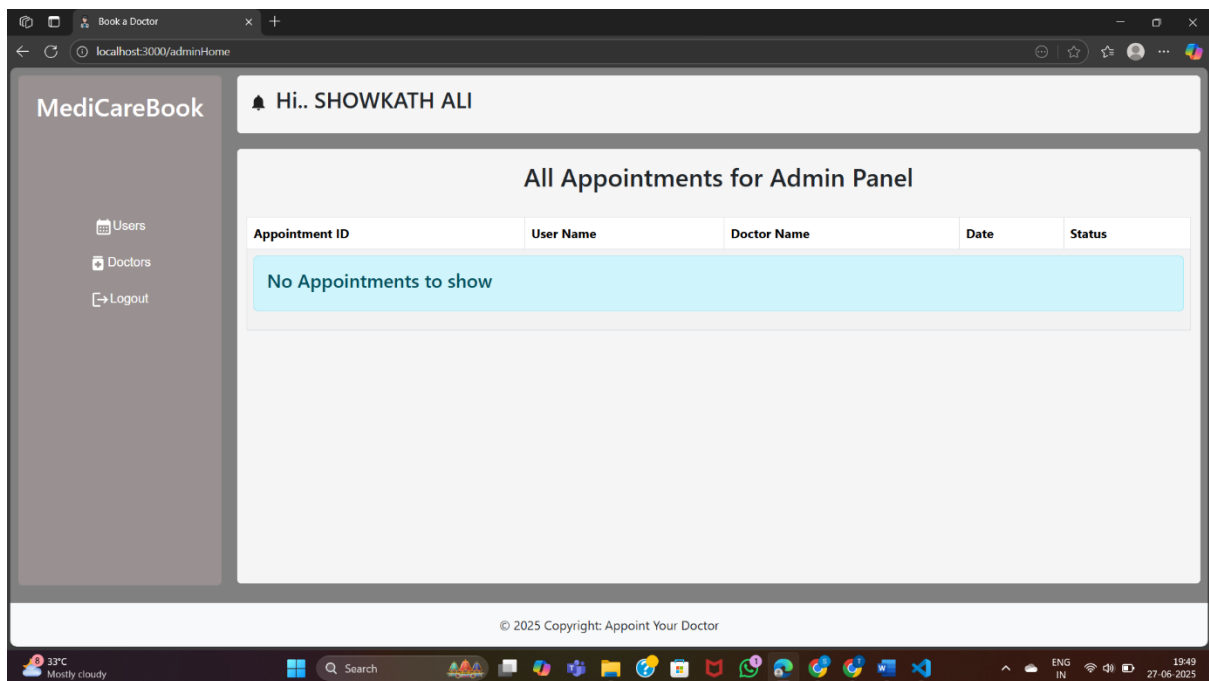 Book a Doctor
localhost:3000/adminHome
MediCareBook
Hi.. SHOWKATH ALI
All Appointments for Admin Panel
Users
Doctors
Logout
Appointment ID User Name Doctor Name Date Status
No Appointments to show
© 2025 Copyright: Appoint Your Doctor
8
33°C
Mostly cloudy
Search
ENG
IN
19:49
27-06-2025